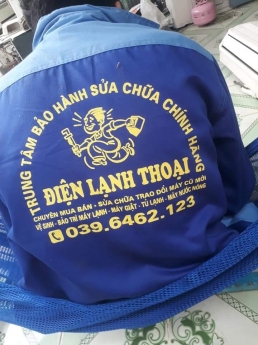 TRUNG TÂM BẢO HÀNH SỬA CHỮA CHÍNH HÃNG
ĐIỆN LẠNH THOẠI
CHUYÊN MUA BÁN - SỬA CHỮA TRAO ĐỔI MÁY CŨ MỚI
VỆ SINH - BẢO TRÌ MÁY LẠNH - MÁY GIẶT - TỦ LẠNH - MÁY NƯỚC NÓNG
039.6462.123